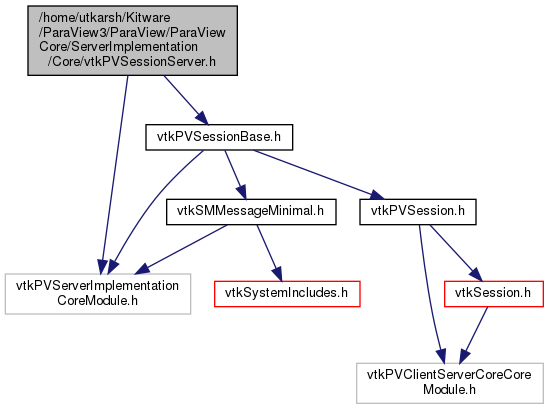 /home/utkarsh/Kitware
/ParaView3/ParaView/ParaView
Core/ServerImplementation
/Core/vtkPVSessionServer.h
vtkPVSessionBase.h
vtkSMMessageMinimal.h
vtkPVSession.h
vtkPVServerImplementation
CoreModule.h
vtkSystemIncludes.h
vtkSession.h
vtkPVClientServerCoreCore
Module.h